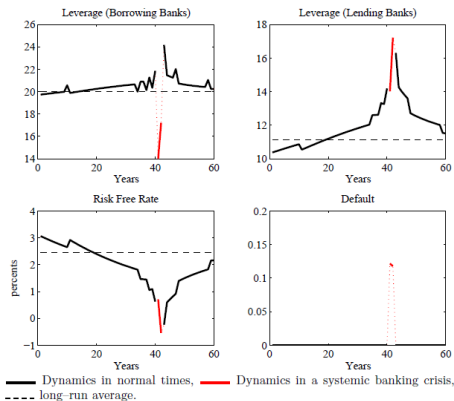 Leverage (Borrowing Banks)
26
24
22
20
18
16
14
0 20 40 60
Years
Leverage (Lending Banks)
18
16
14
12
10
0 20 40 60
Years
Risk Free Rate
percents
4
3
2
1
0
−1
0 20 40 60
Years
Default
0.2
0.15
0.1
0.05
0
0 20 40 60
Years
Dynamics in normal times, Dynamics in a systemic banking crisis,
long–run average.